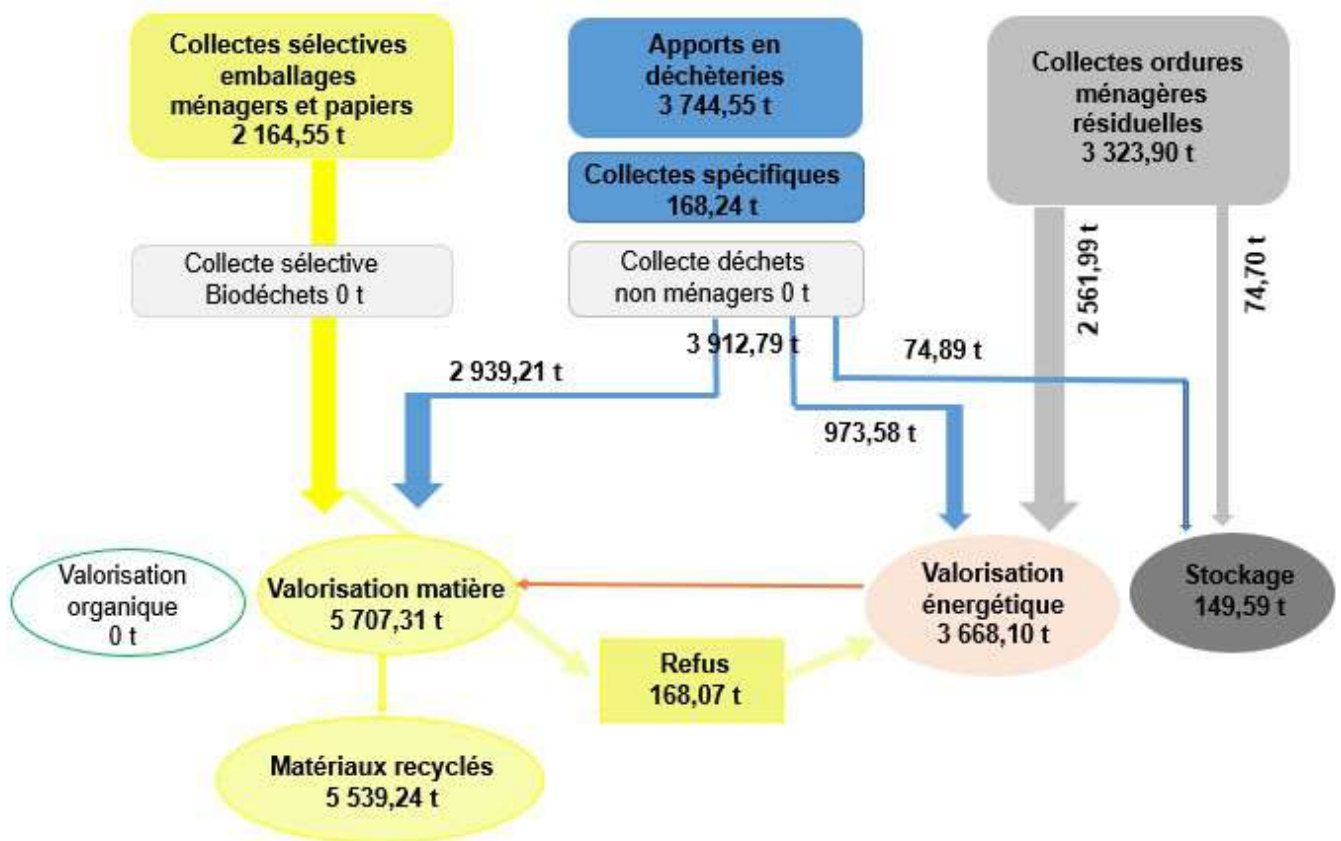 Collectes sélectives
emballages
ménagers et papiers
2 164,55 t
Apports en
déchèteries
3 744,55 t
Collectes ordures
ménagères
résiduelles
3 323,90 t
Collectes spécifiques
168,24 t
Collecte sélective
Biodéchets 0 t
Collecte déchets
non ménagers 0 t
2 561,99 t
74,70 t
3 912,79 t
74,89 t
2 939,21 t
973,58 t
Valorisation
organique
0 t
Valorisation matière
5 707,31 t
Valorisation
énergétique
3 668,10 t
Stockage
149,59 t
Refus
168,07 t
Matériaux recyclés
5 539,24 t